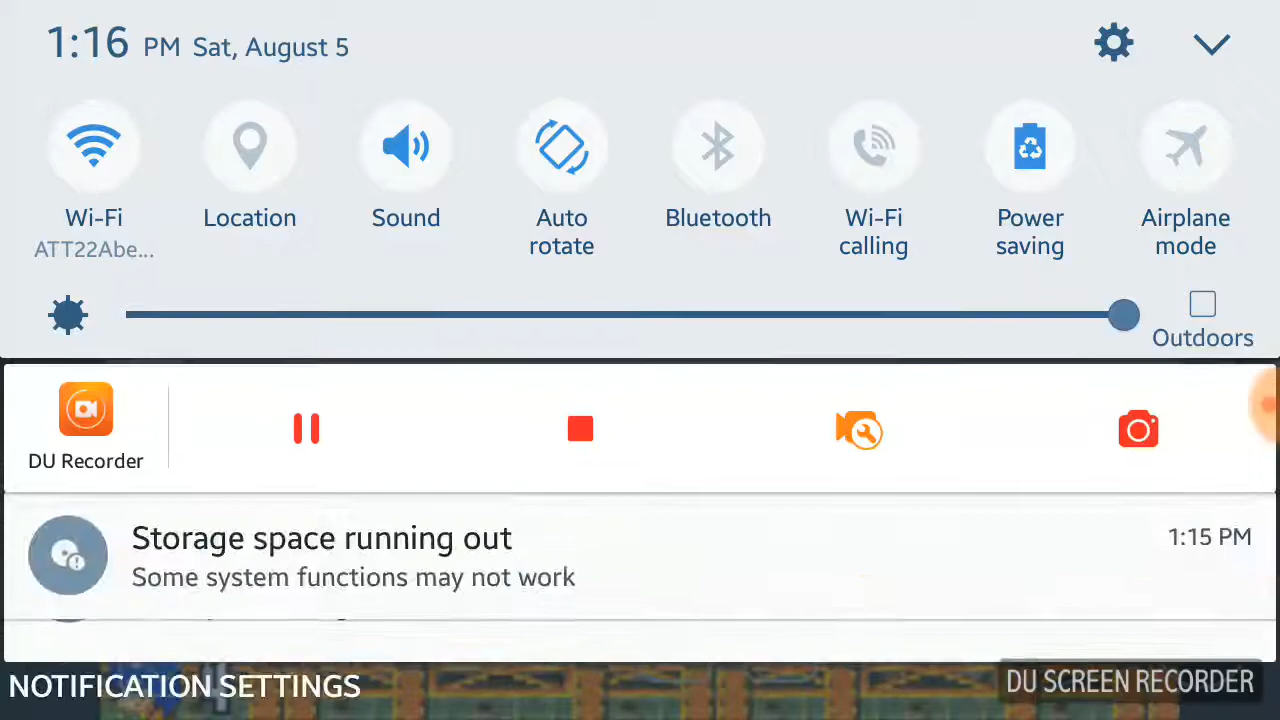 1:16 PM Sat, August 5
Wi-Fi
ATT22Abe...
Location
Sound
Auto
rotate
Bluetooth
Wi-Fi
calling
Power
saving
Airplane
mode
Outdoors
DU Recorder
Storage space running out
1:15 PM
Some system functions may not work
NOTIFICATION SETTINGS
DU SCREEN RECORDER